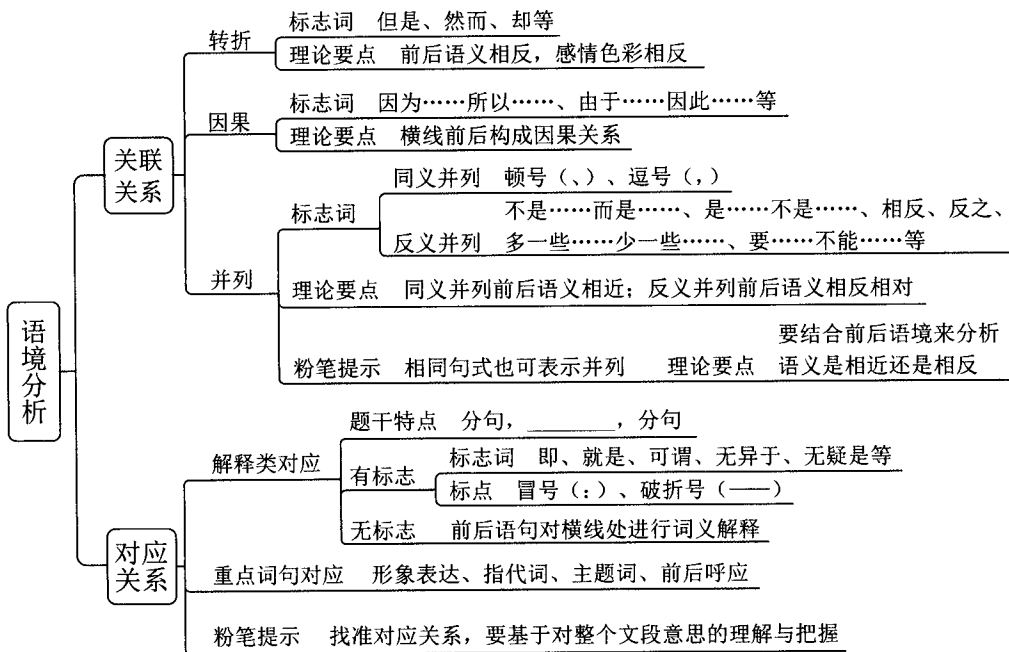 语境分析
关联
关系
转折
标志词 但是、然而、却等
理论要点 前后语义相反，感情色彩相反
因果
标志词 因为……所以……、由于……因此……等
理论要点 横线前后构成因果关系
并列
标志词
同义并列 顿号（、）、逗号（，）
反义并列
不是……而是……、是……不是……、相反、反之、
多一些……少一些……、要……不能……等
理论要点 同义并列前后语义相近；反义并列前后语义相反相对
粉笔提示 相同句式也可表示并列
理论要点
要结合前后语境来分析
语义是相近还是相反
对应
关系
解释类对应
题干特点 分句，________，分句
有标志
标志词 即、就是、可谓、无异于、无疑是等
标点 冒号（：）、破折号（——）
无标志 前后语句对横线处进行词义解释
重点词句对应 形象表达、指代词、主题词、前后呼应
粉笔提示 找准对应关系，要基于对整个文段意思的理解与把握